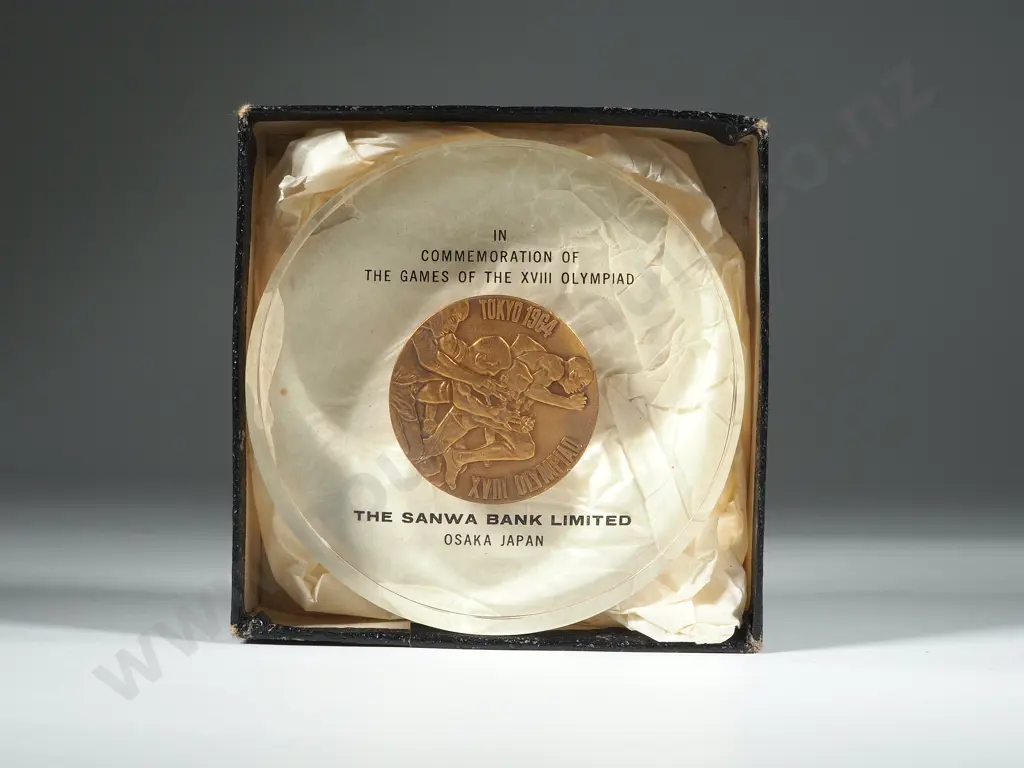 IN
COMMEMORATION OF
THE GAMES OF THE XVIII OLYMPIAD
TOKYO 1964
XVIII OLYMPIAD
THE SANWA BANK LIMITED
OSAKA JAPAN